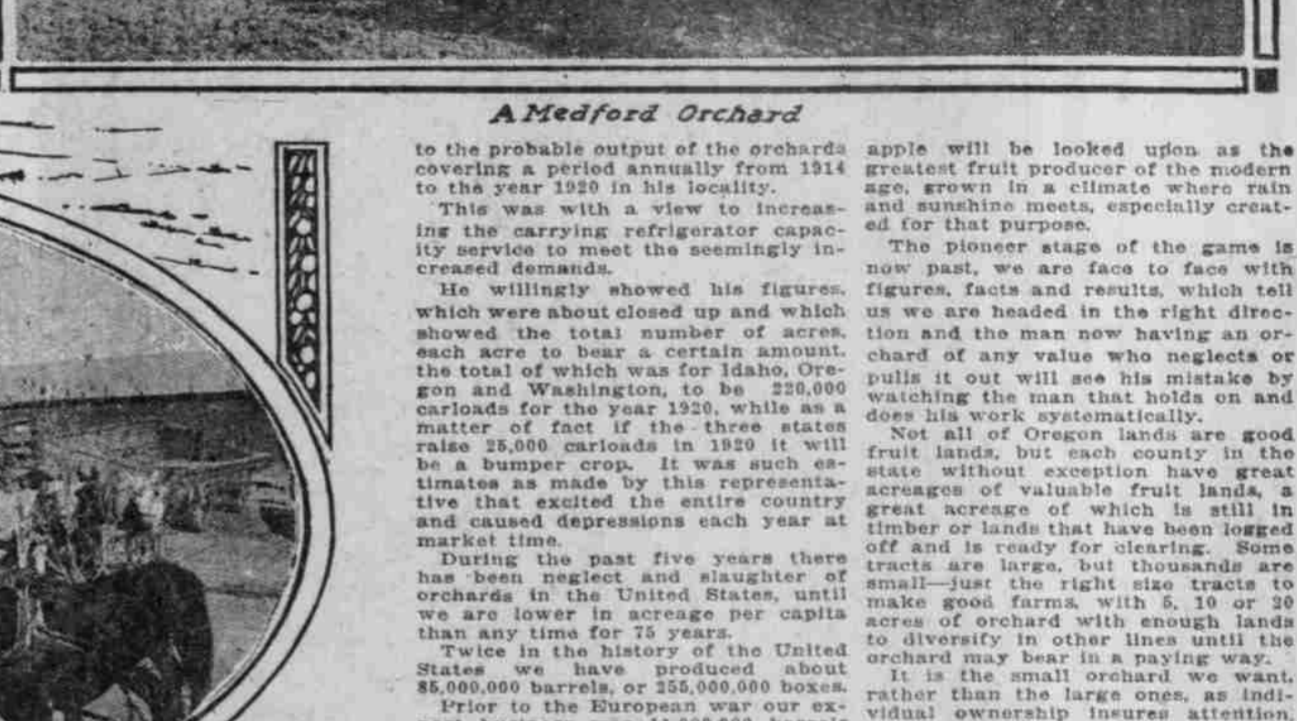 A Medford Orchard
to the probable output of the orchards
covering a period annually from 1914
to the year 1920 in his locality.
This was with a view to increas-
ing the carrying refrigerator capac-
ity service to meet the seemingly in-
creased demands.
He willingly showed his figures,
which were about closed up and which
showed the total number of acres,
each acre to bear a certain amount,
the total of which was for Idaho, Ore-
gon and Washington, to be 220,000
carloads for the year 1920, while as a
matter of fact if the three states
raise 25,000 carloads in 1920 it will
be a bumper crop. It was such es-
timates as made by this representa-
tive that excited the entire country
and caused depressions each year at
market time.
During the past five years there
has been neglect and slaughter of
orchards in the United States, until
we are lower in acreage per capita
than any time for 75 years.
Twice in the history of the United
States we have produced about
85,000,000 barrels, or 255,000,000 boxes.
Prior to the European war our ex-
apple will be looked upon as the
greatest fruit producer of the modern
age, grown in a climate where rain
and sunshine meets, especially creat-
ed for that purpose.
The pioneer stage of the game is
now past, we are face to face with
figures, facts and results, which tell
us we are headed in the right direc-
tion and the man now having an or-
chard of any value who neglects or
pulls it out will see his mistake by
watching the man that holds on and
does his work systematically.
Not all of Oregon lands are good
fruit lands, but each county in the
state without exception have great
acreages of valuable fruit lands, a
great acreage of which is still in
timber or lands that have been logged
off and is ready for clearing. Some
tracts are large, but thousands are
small—just the right size tracts to
make good farms, with 5, 10 or 20
acres of orchard with enough lands
to diversify in other lines until the
orchard may bear in a paying way.
It is the small orchard we want,
rather than the large ones, as indi-
vidual ownership insures attention,